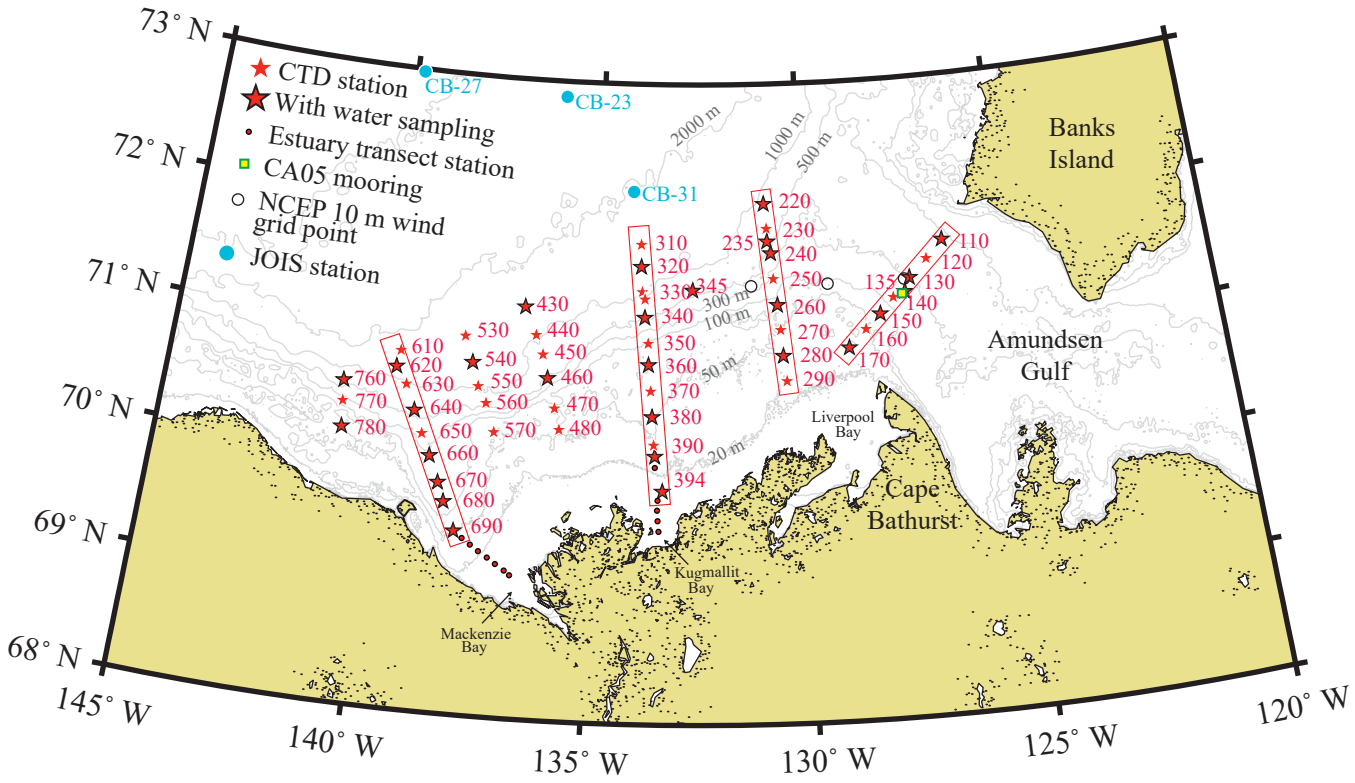 73° N
72° N
71° N
70° N
69° N
68° N
145° W
140° W
135° W
130° W
125° W
120° W
CTD station
With water sampling
Estuary transect station
CA05 mooring
NCEP 10 m wind
grid point
JOIS station
CB-27
CB-23
CB-31
2000 m
1000 m
500 m
300 m
100 m
50 m
20 m
Banks
Island
Amundsen
Gulf
Liverpool
Bay
Cape
Bathurst
Kugmallit
Bay
Mackenzie
Bay
110
120
130
135
140
150
160
170
220
230
235
240
250
260
270
280
290
310
320
330
340
345
350
360
370
380
390
394
430
440
450
460
470
480
530
540
550
560
570
610
620
630
640
650
660
670
680
690
760
770
780